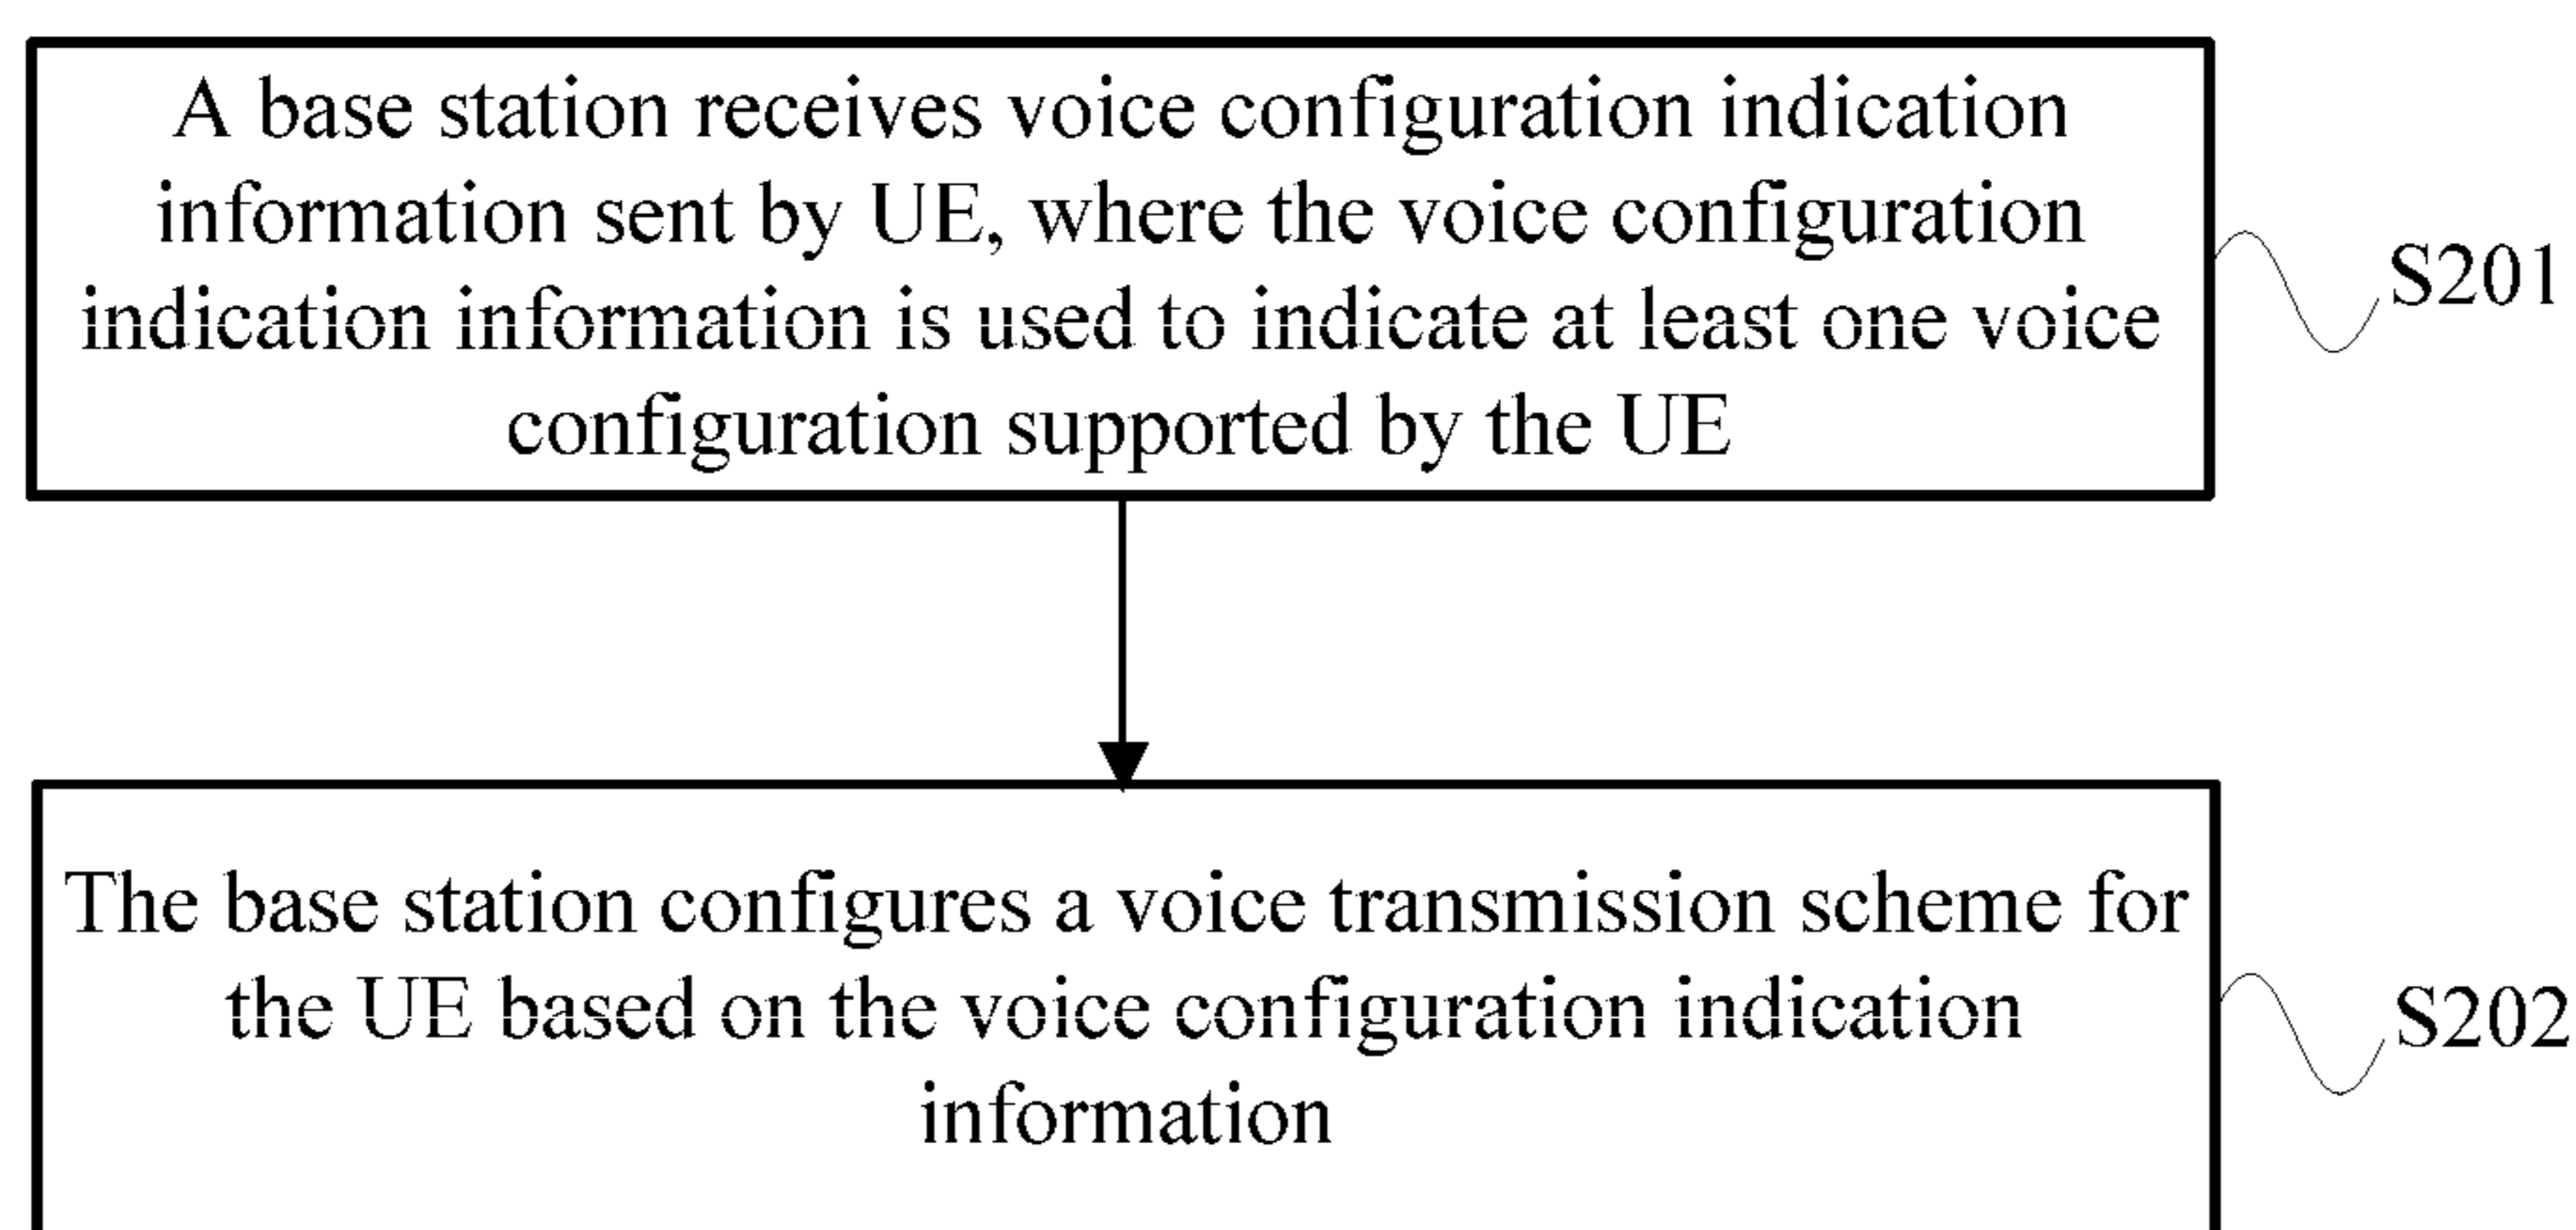 A base station receives voice configuration indication
information sent by UE, where the voice configuration
indication information is used to indicate at least one voice
configuration supported by the UE
S201
The base station configures a voice transmission scheme for
the UE based on the voice configuration indication
information
S202